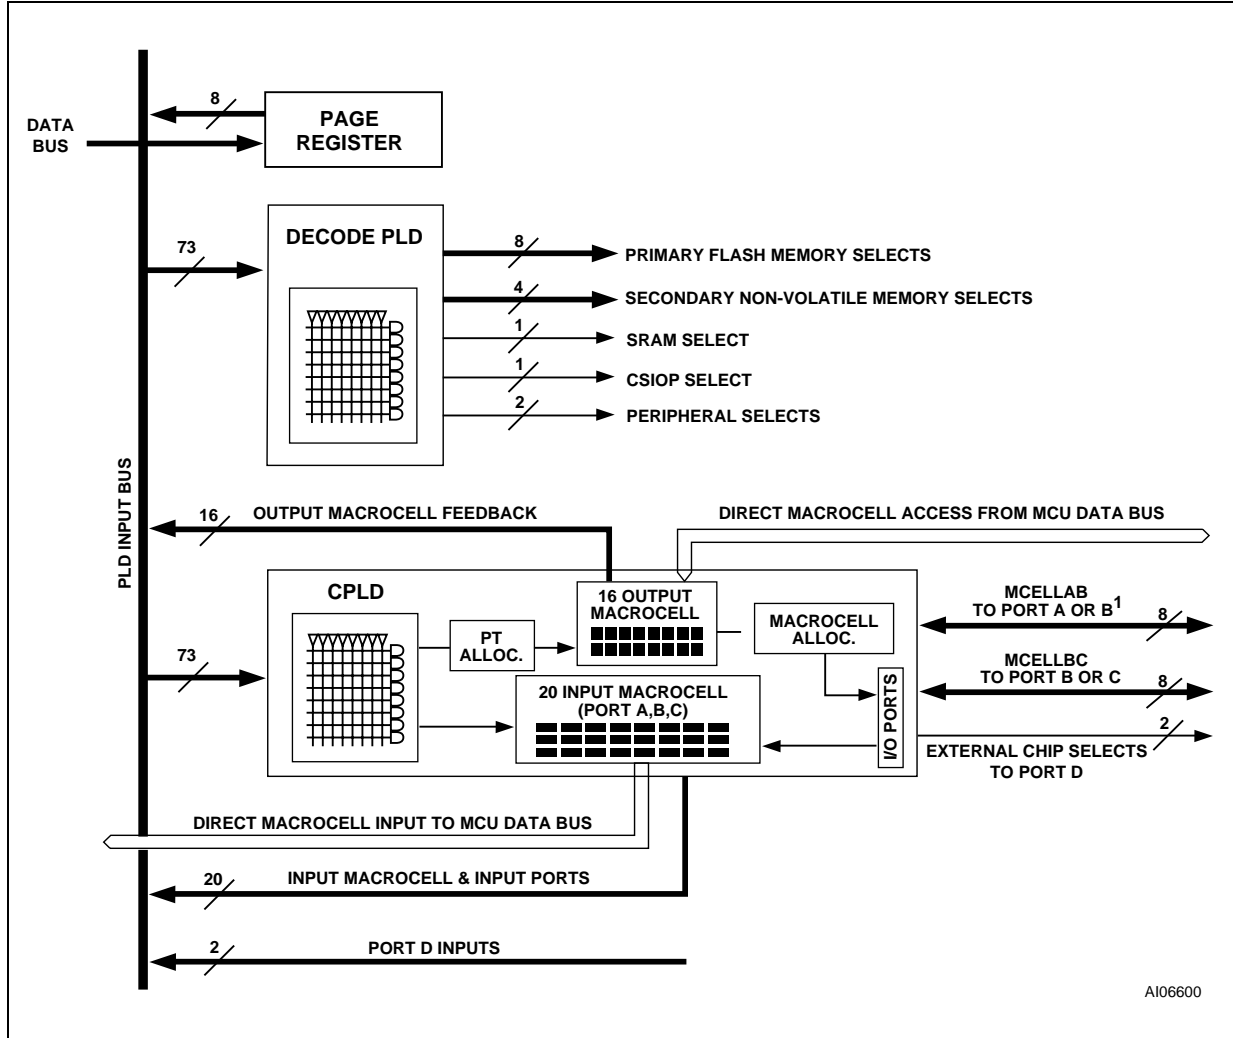 8
PAGE
REGISTER
DATA
BUS
73
DECODE PLD
8
PRIMARY FLASH MEMORY SELECTS
4
SECONDARY NON-VOLATILE MEMORY SELECTS
1
SRAM SELECT
1
CSIOP SELECT
2
PERIPHERAL SELECTS
PLD INPUT BUS
16
OUTPUT MACROCELL FEEDBACK
DIRECT MACROCELL ACCESS FROM MCU DATA BUS
CPLD
73
PT
ALLOC.
16 OUTPUT
MACROCELL
MACROCELL
ALLOC.
20 INPUT MACROCELL
(PORT A,B,C)
I/O PORTS
MCELLAB
TO PORT A OR B1
8
MCELLBC
TO PORT B OR C
8
2
EXTERNAL CHIP SELECTS
TO PORT D
DIRECT MACROCELL INPUT TO MCU DATA BUS
20
INPUT MACROCELL & INPUT PORTS
2
PORT D INPUTS
AI06600